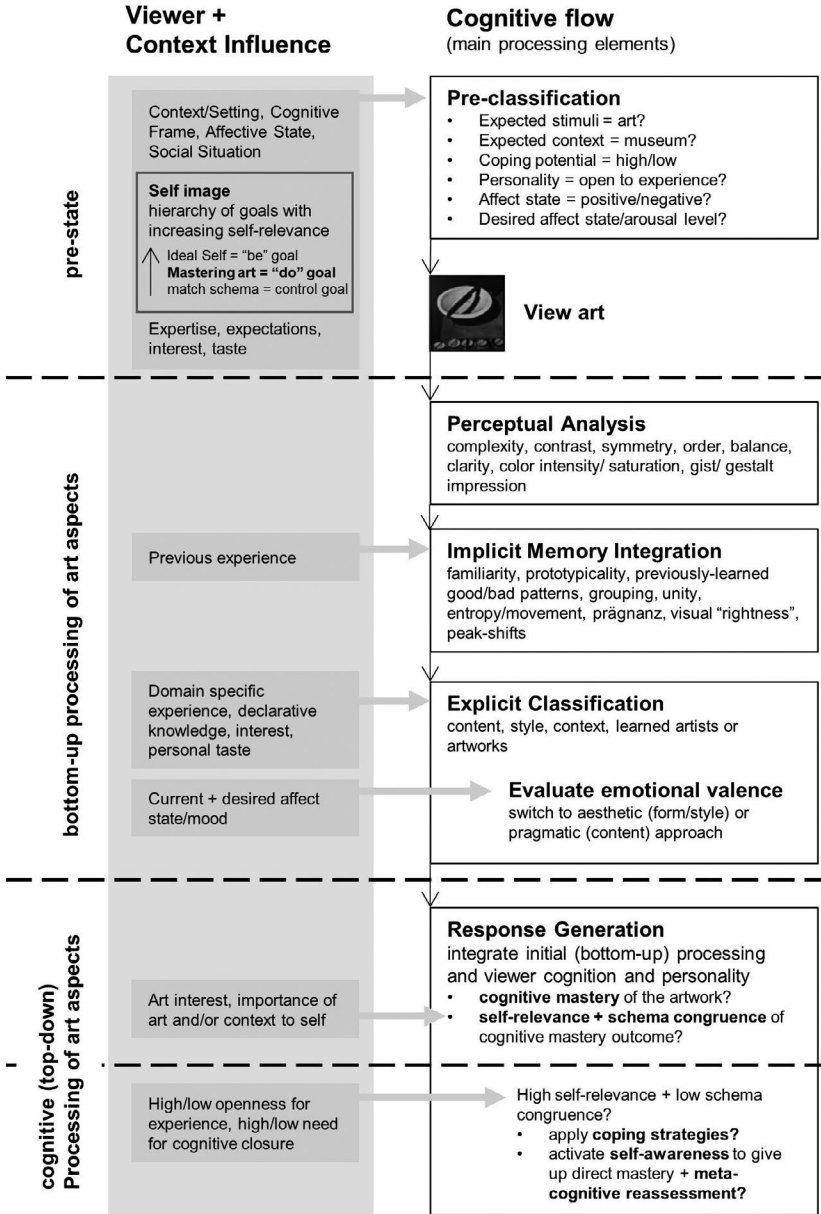 Viewer +
Context Influence
Cognitive flow
(main processing elements)
pre-state
Context/Setting, Cognitive
Frame, Affective State,
Social Situation
Self image
hierarchy of goals with
increasing self-relevance
Ideal Self = “be” goal
Mastering art = “do” goal
match schema = control goal
Expertise, expectations,
interest, taste
Pre-classification
• Expected stimuli = art?
• Expected context = museum?
• Coping potential = high/low
• Personality = open to experience?
• Affect state = positive/negative?
• Desired affect state/arousal level?
View art
bottom-up processing of art aspects
Perceptual Analysis
complexity, contrast, symmetry, order, balance,
clarity, color intensity/ saturation, gist/ gestalt
impression
Previous experience
Implicit Memory Integration
familiarity, prototypicality, previously-learned
good/bad patterns, grouping, unity,
entropy/movement, prägnanz, visual “rightness”,
peak-shifts
Domain specific
experience, declarative
knowledge, interest,
personal taste
Explicit Classification
content, style, context, learned artists or
artworks
Current + desired affect
state/mood
Evaluate emotional valence
switch to aesthetic (form/style) or
pragmatic (content) approach
cognitive (top-down)
Processing of art aspects
Response Generation
integrate initial (bottom-up) processing
and viewer cognition and personality
• cognitive mastery of the artwork?
• self-relevance + schema congruence of
cognitive mastery outcome?
Art interest, importance of
art and/or context to self
High/low openness for
experience, high/low need
for cognitive closure
High self-relevance + low schema
congruence?
• apply coping strategies?
• activate self-awareness to give
up direct mastery + meta-
cognitive reassessment?